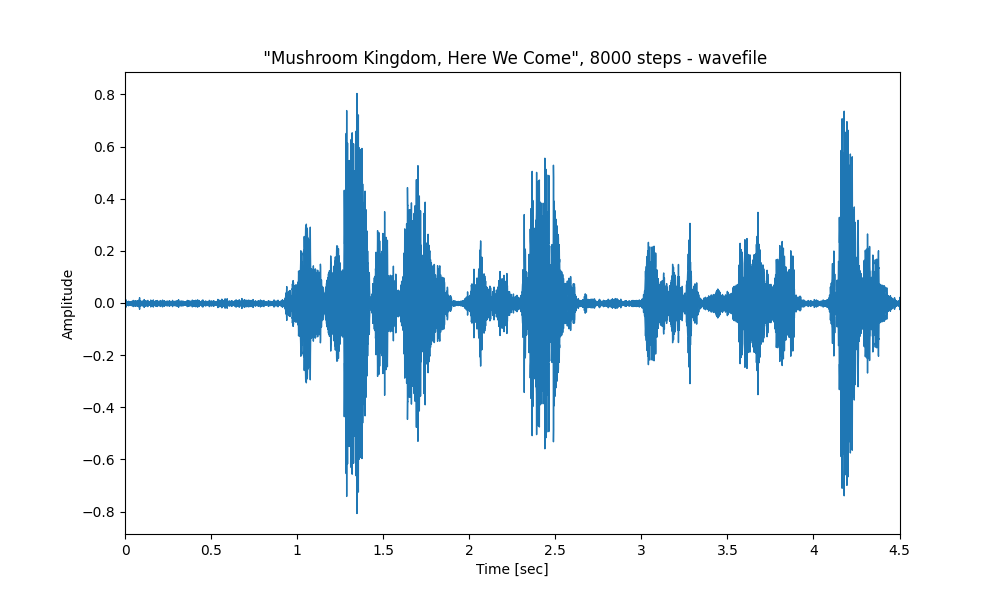 "Mushroom Kingdom, Here We Come", 8000 steps - wavefile
0.8
0.6
0.4
0.2
0.0
−0.2
−0.4
−0.6
−0.8
Amplitude
0 0.5 1 1.5 2 2.5 3 3.5 4 4.5
Time [sec]